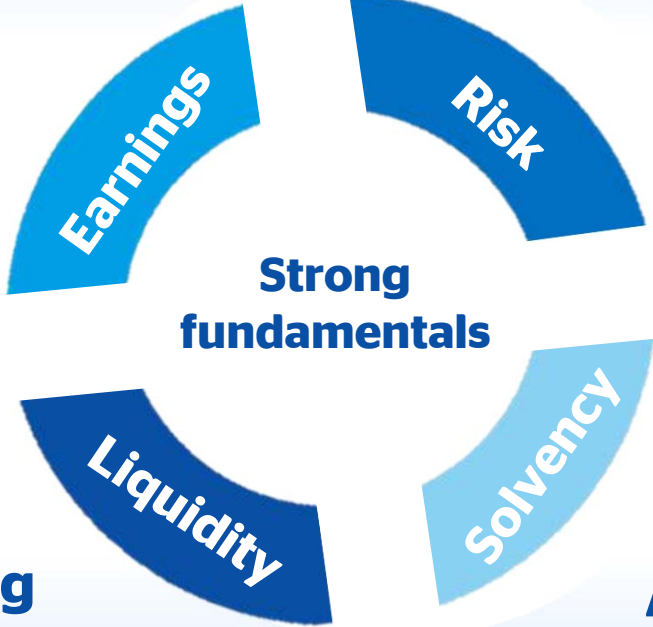 Earnings
Risk
Strong
fundamentals
Liquidity
Solvency
g